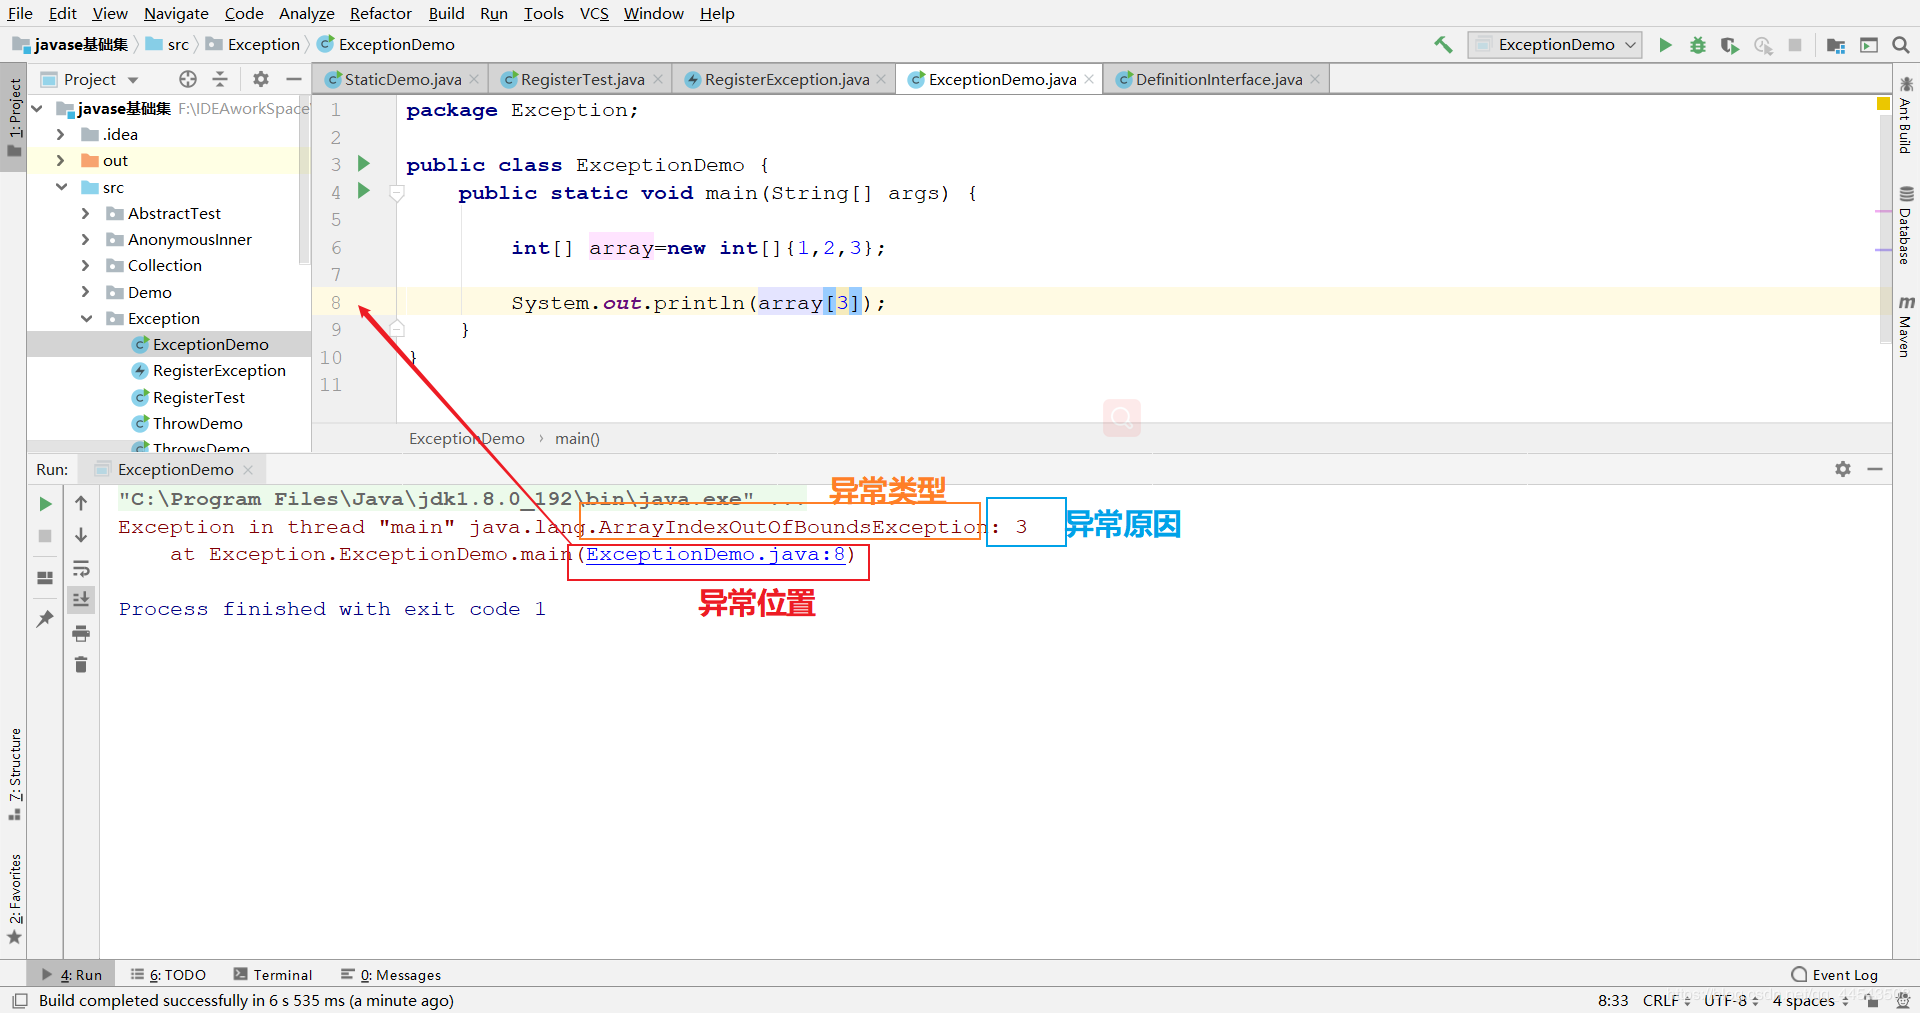 File Edit View Navigate Code Analyze Refactor Build Run Tools VCS Window Help
javase基础集 src Exception ExceptionDemo
ExceptionDemo
Project
StaticDemo.java RegisterTest.java RegisterException.java ExceptionDemo.java DefinitionInterface.java
1: Project
javase基础集 F:\IDEAworkSpace\
.idea
out
src
AbstractTest
AnonymousInner
Collection
Demo
Exception
ExceptionDemo
RegisterException
RegisterTest
ThrowDemo
ThrowsDemo
1 package Exception;
2
3 public class ExceptionDemo {
4 public static void main(String[] args) {
5
6 int[] array=new int[]{1,2,3};
7
8 System.out.println(array[3]);
9 }
10 }
11
ExceptionDemo › main()
Ant Build
Database
Maven
Run: ExceptionDemo
"C:\Program Files\Java\jdk1.8.0_192\bin\java.exe" ...
异常类型
Exception in thread "main" java.lang.ArrayIndexOutOfBoundsException: 3
异常原因
at Exception.ExceptionDemo.main(ExceptionDemo.java:8)
异常位置
Process finished with exit code 1
7: Structure
2: Favorites
4: Run 6: TODO Terminal 0: Messages
Event Log
Build completed successfully in 6 s 535 ms (a minute ago)
8:33 CRLF UTF-8 4 spaces